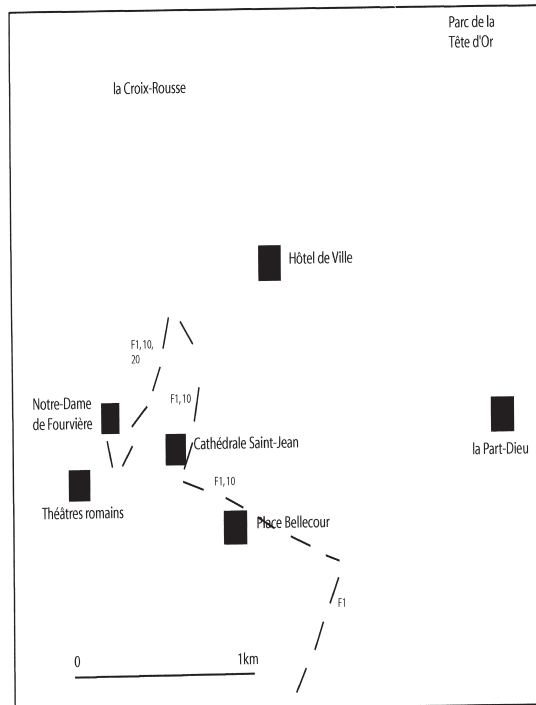 Parc de la
Tête d'Or
la Croix-Rousse
Hôtel de Ville
F1, 10,
20
Notre-Dame
de Fourvière
F1, 10
Cathédrale Saint-Jean
la Part-Dieu
F1, 10
Théâtres romains
Place Bellecour
F1
0
1km